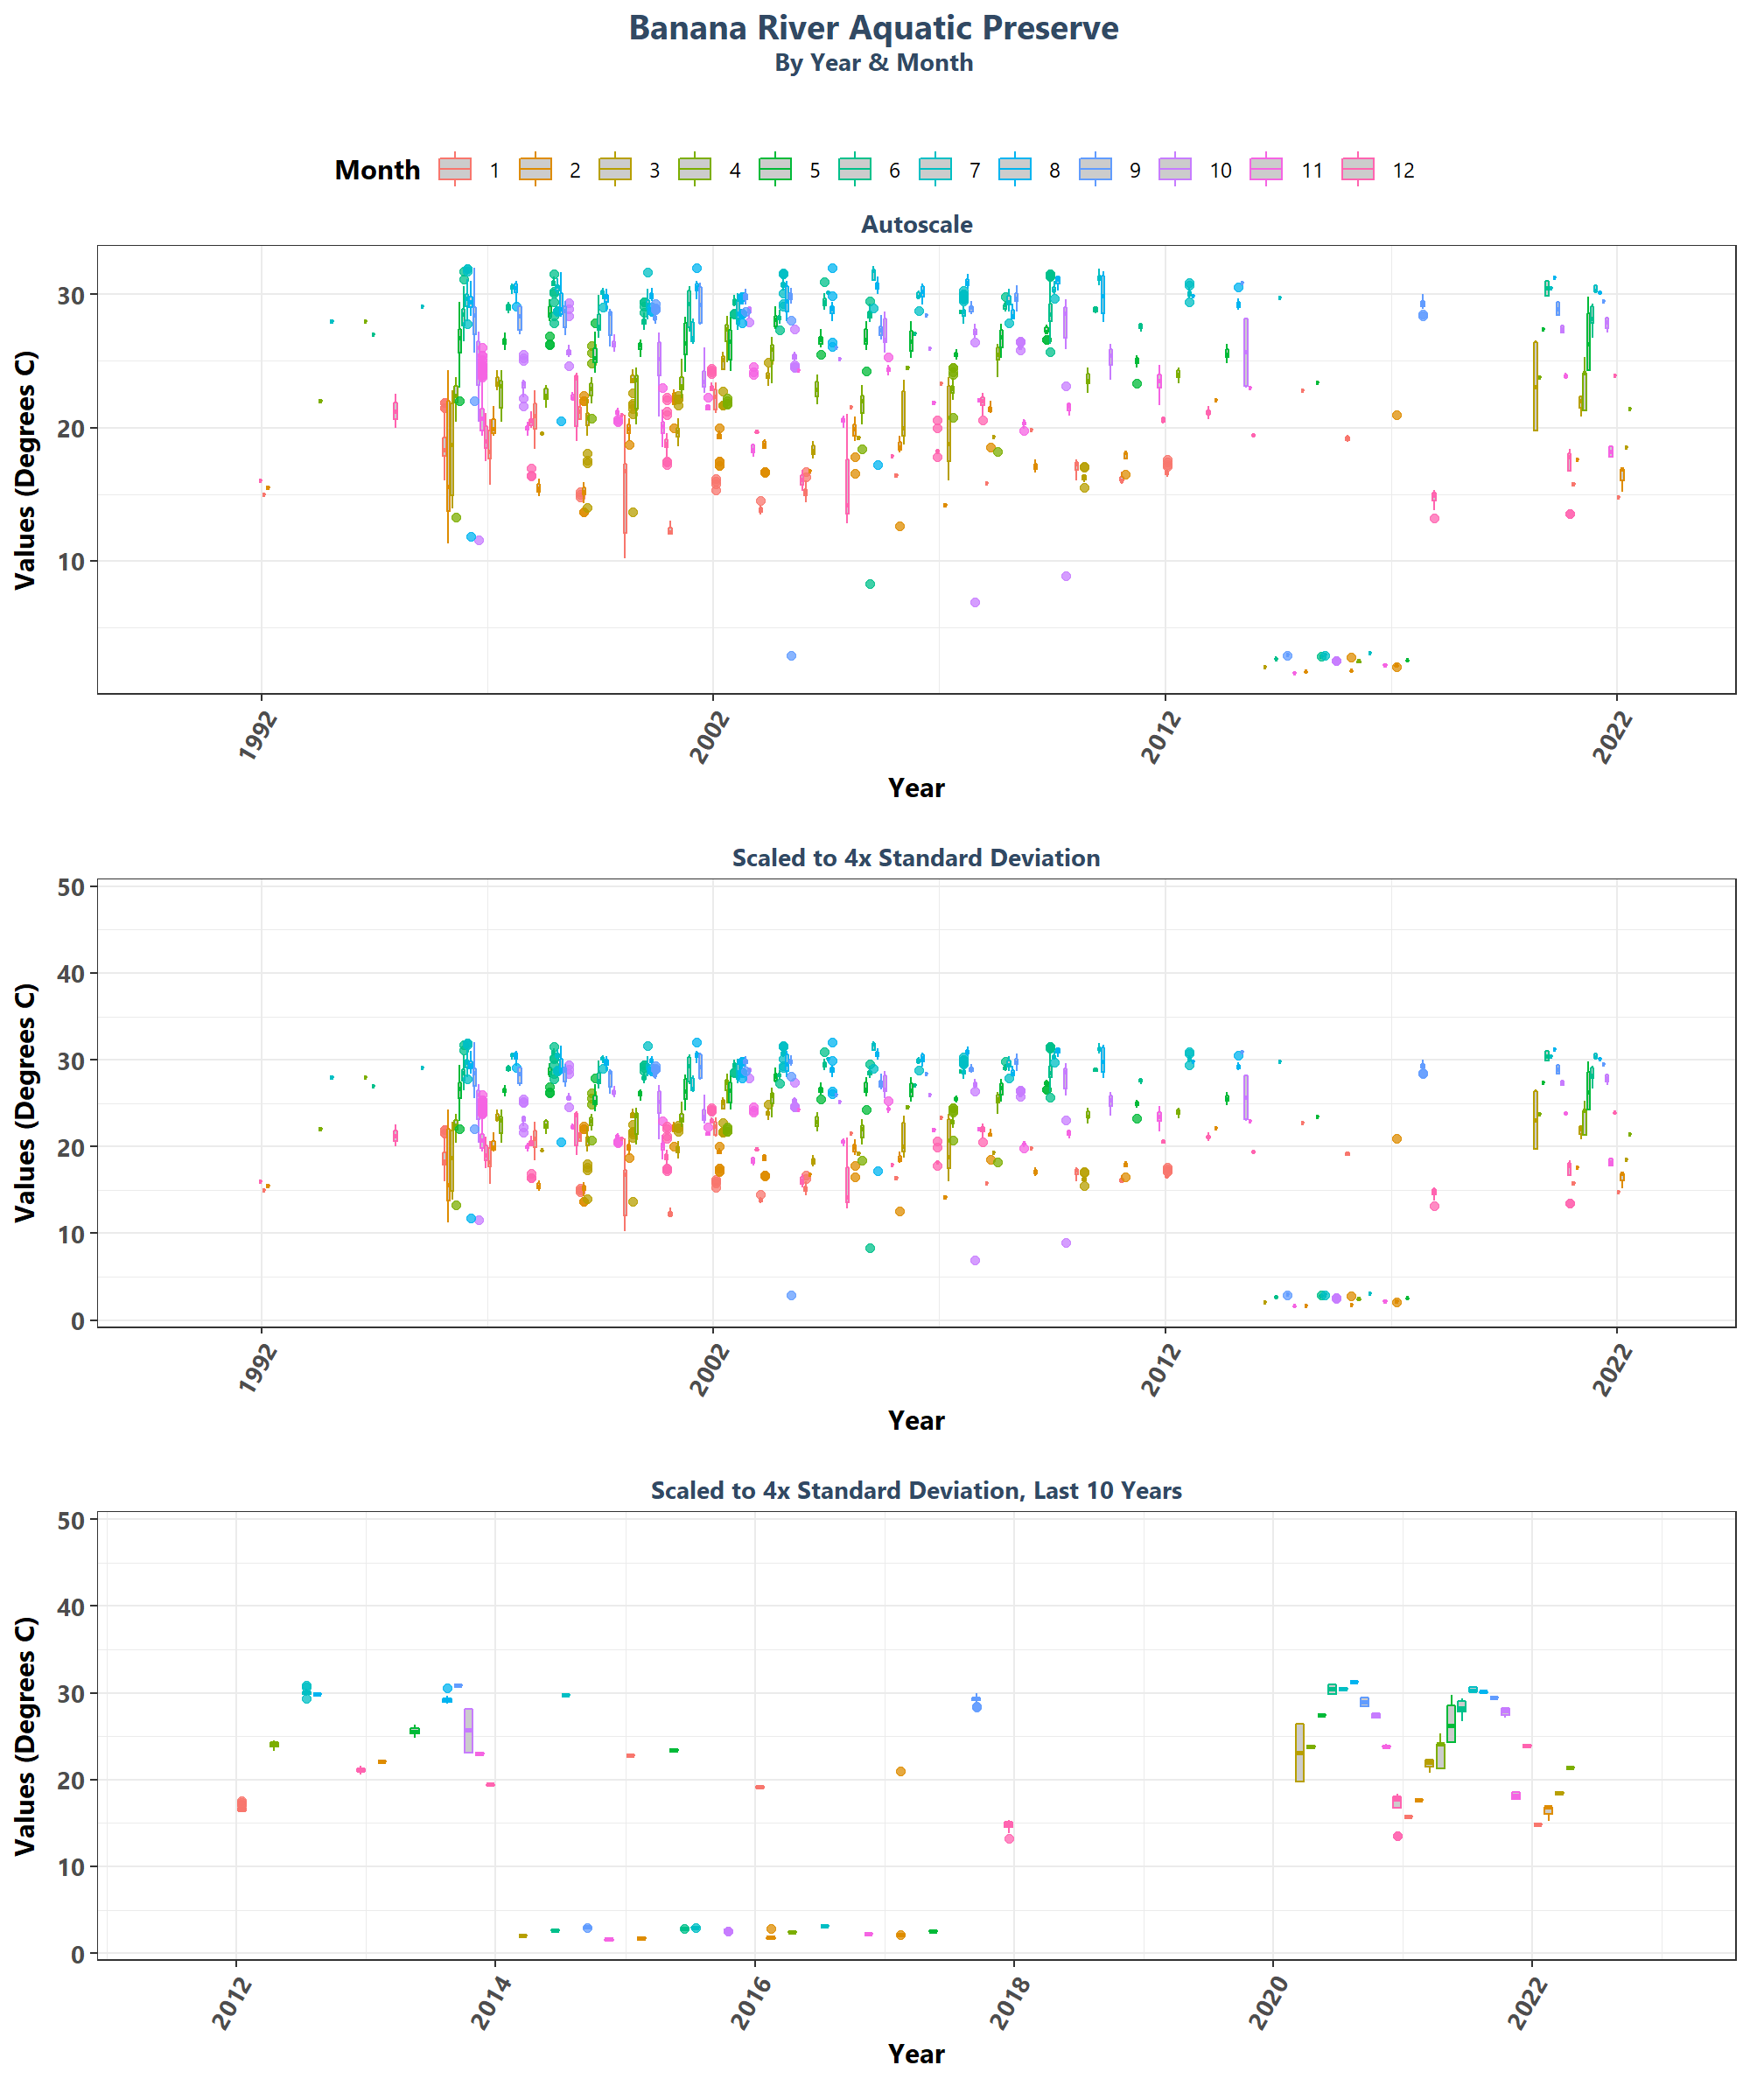 Banana River Aquatic Preserve
By Year & Month
Month 1 2 3 4 5 6 7 8 9 10 11 12
Autoscale
Values (Degrees C)
30
20
10
1992 2002 2012 2022
Year
Scaled to 4x Standard Deviation
Values (Degrees C)
50
40
30
20
10
0
1992 2002 2012 2022
Year
Scaled to 4x Standard Deviation, Last 10 Years
Values (Degrees C)
50
40
30
20
10
0
2012 2014 2016 2018 2020 2022
Year